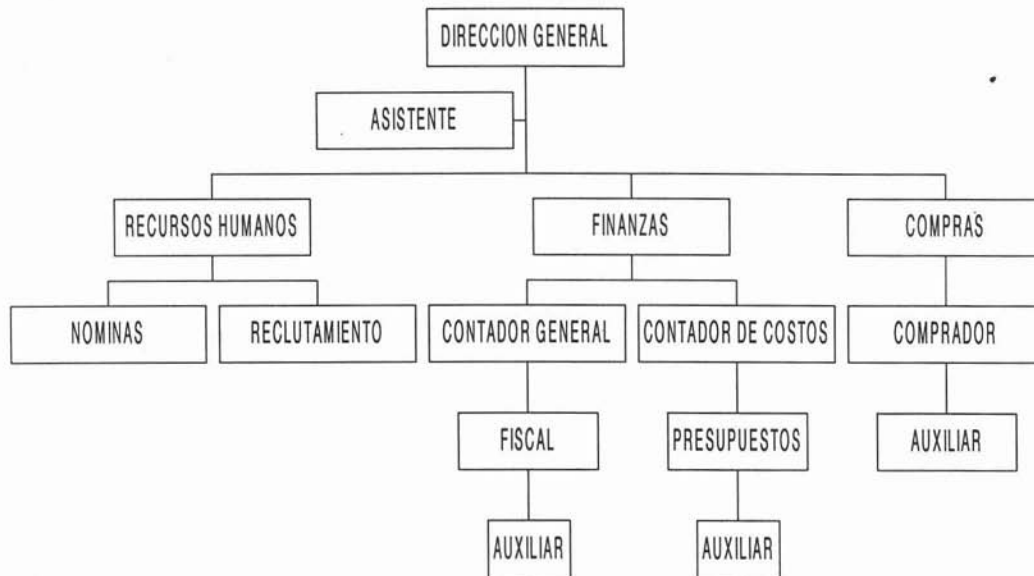 DIRECCION GENERAL
ASISTENTE
RECURSOS HUMANOS
FINANZAS
COMPRAS
NOMINAS
RECLUTAMIENTO
CONTADOR GENERAL
CONTADOR DE COSTOS
COMPRADOR
FISCAL
PRESUPUESTOS
AUXILIAR
AUXILIAR
AUXILIAR